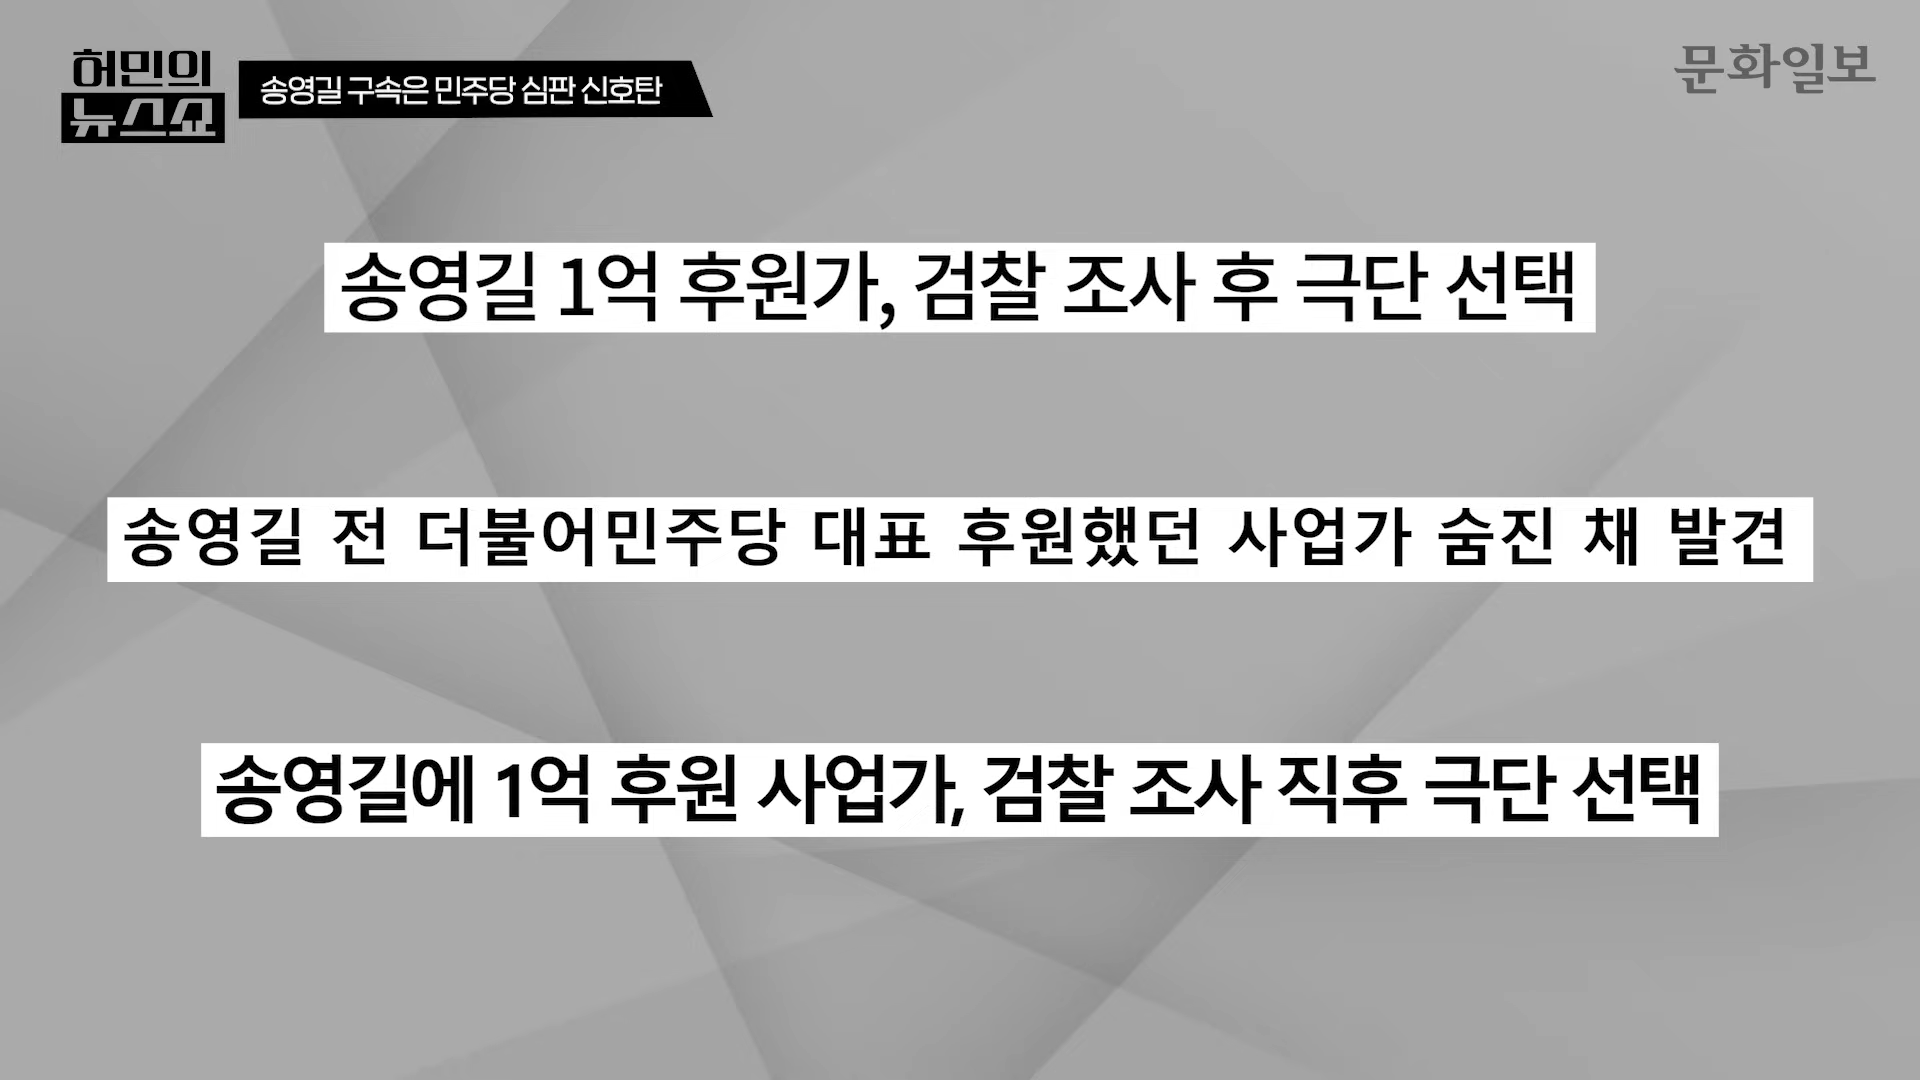 허민의
뉴스쇼
송영길 구속은 민주당 심판 신호탄
문화일보
송영길 1억 후원가, 검찰 조사 후 극단 선택
송영길 전 더불어민주당 대표 후원했던 사업가 숨진 채 발견
송영길에 1억 후원 사업가, 검찰 조사 직후 극단 선택